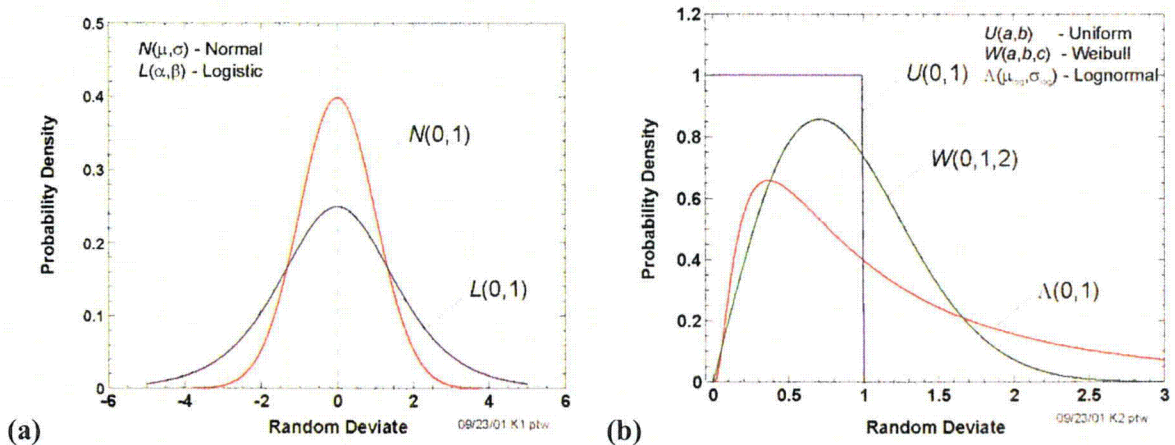 0.5
0.4
0.3
0.2
0.1
0
Probability Density
N(μ,σ) - Normal
L(α,β) - Logistic
N(0,1)
L(0,1)
-6 -4 -2 0 2 4 6
Random Deviate
09/23/01 K1 ptw
(a)
1.2
1
0.8
0.6
0.4
0.2
0
Probability Density
U(a,b) - Uniform
W(a,b,c) - Weibull
Λ(μ,σ) - Lognormal
U(0,1)
W(0,1,2)
Λ(0,1)
0 0.5 1 1.5 2 2.5 3
Random Deviate
09/23/01 K2 ptw
(b)